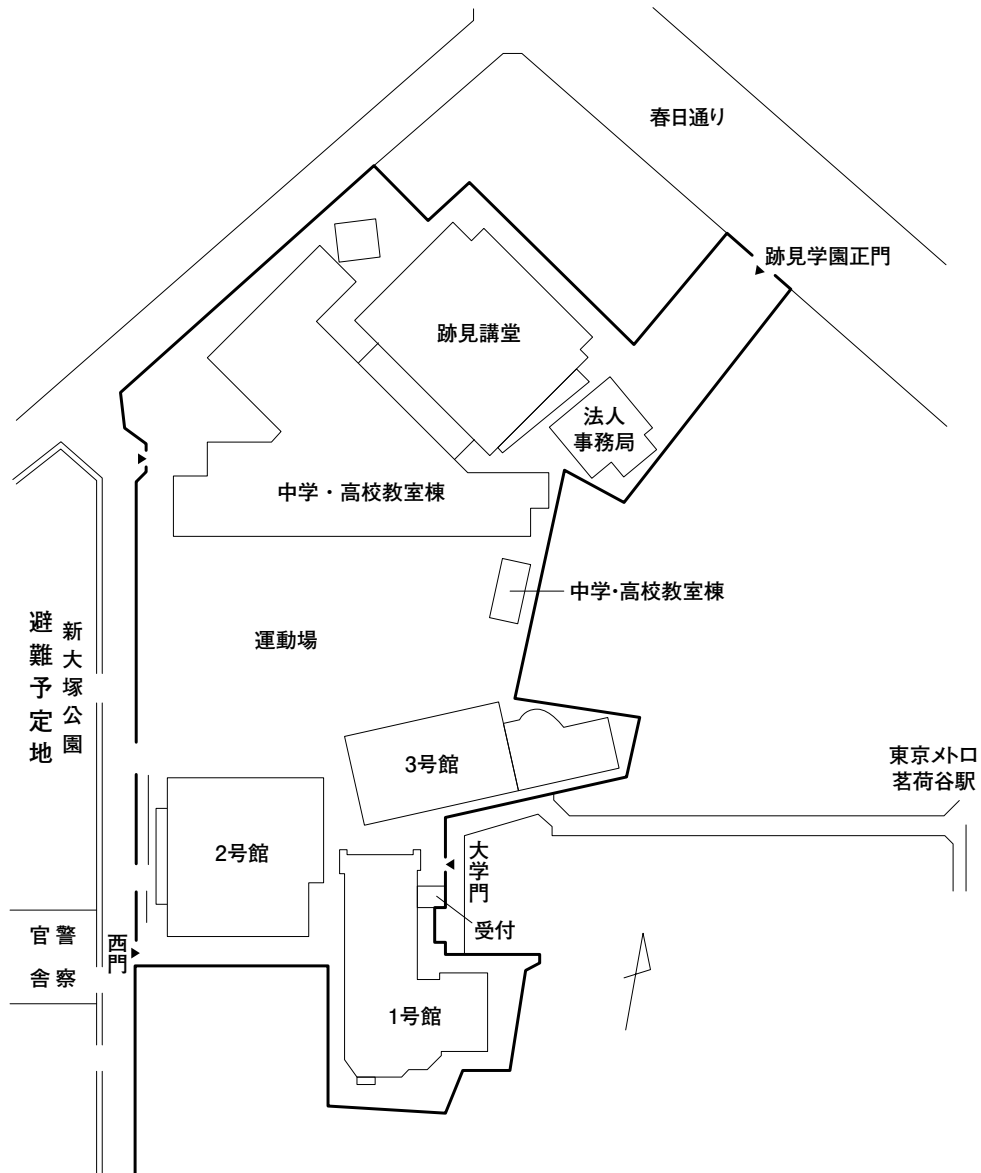 春日通り
跡見学園正門
跡見講堂
法人
事務局
中学・高校教室棟
中学・高校教室棟
運動場
新大塚公園
避難予定地
3号館
東京メトロ
茗荷谷駅
2号館
大学門
受付
西門
警察
官舎
1号館